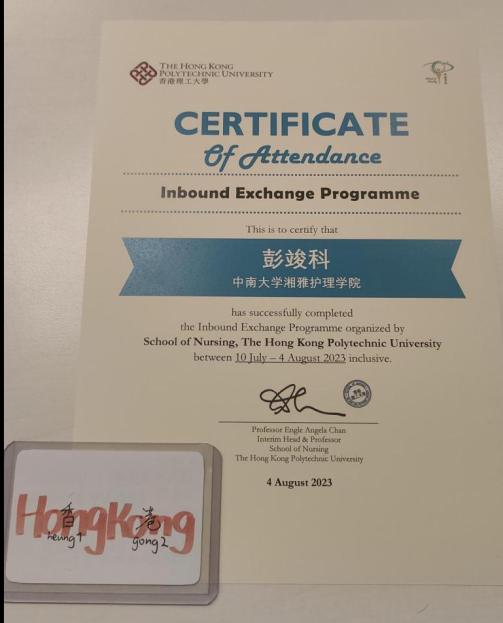 THE HONG KONG
POLYTECHNIC UNIVERSITY
香港理工大學
CERTIFICATE
Of Attendance
Inbound Exchange Programme
This is to certify that
彭竣科
中南大学湘雅护理学院
has successfully completed
the Inbound Exchange Programme organized by
School of Nursing, The Hong Kong Polytechnic University
between 10 July – 4 August 2023 inclusive.
Professor Engle Angela Chan
Interim Head & Professor
School of Nursing
The Hong Kong Polytechnic University
4 August 2023
HongKong
香 港
heung1 gong2